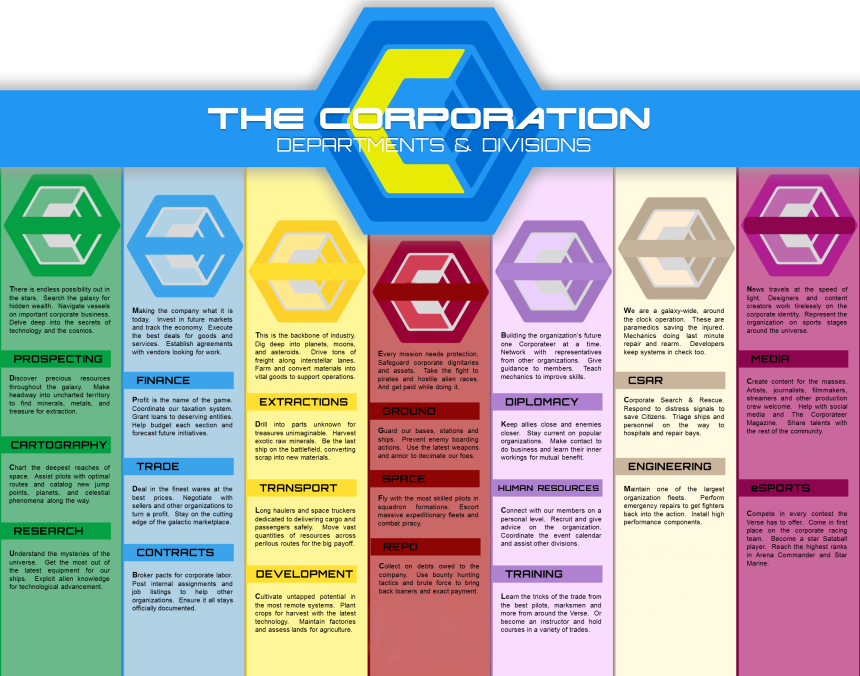 THE CORPORATION
DEPARTMENTS & DIVISIONS
There is endless possibility out in
the stars. Search the galaxy for
hidden wealth. Navigate vessels
on important corporate business.
Delve deep into the secrets of
technology and the cosmos.
PROSPECTING
Discover precious resources
throughout the galaxy. Make
headway into uncharted territory
to find minerals, metals, and
treasure for extraction.
CARTOGRAPHY
Chart the deepest reaches of
space. Assist pilots with optimal
routes and catalog new jump
points, planets, and celestial
phenomena along the way.
RESEARCH
Understand the mysteries of the
universe. Get the most out of
the latest equipment for our
ships. Exploit alien knowledge
for technological advancement.
Making the company what it is
today. Invest in future markets
and track the economy. Execute
the best deals for goods and
services. Establish agreements
with vendors looking for work.
FINANCE
Profit is the name of the game.
Coordinate our taxation system.
Grant loans to deserving entities.
Help budget each section and
forecast future initiatives.
TRADE
Deal in the finest wares at the
best prices. Negotiate with
sellers and other organizations to
turn a profit. Stay on the cutting
edge of the galactic marketplace.
CONTRACTS
Broker pacts for corporate labor.
Post internal assignments and
job listings to help other
organizations. Ensure it all stays
officially documented.
This is the backbone of industry.
Dig deep into planets, moons,
and asteroids. Drive tons of
freight along interstellar lanes.
Farm and convert materials into
vital goods to support operations.
EXTRACTIONS
Drill into parts unknown for
treasures unimaginable. Harvest
exotic raw minerals. Be the last
ship on the battlefield, converting
scrap into new materials.
TRANSPORT
Long haulers and space truckers
dedicated to delivering cargo and
passengers safely. Move vast
quantities of resources across
perilous routes for the big payoff.
DEVELOPMENT
Cultivate untapped potential in
the most remote systems. Plant
crops for harvest with the latest
technology. Maintain factories
and assess lands for agriculture.
Every mission needs protection.
Safeguard corporate dignitaries
and assets. Take the fight to
pirates and hostile alien races.
And get paid while doing it.
GROUND
Guard our bases, stations and
ships. Prevent enemy boarding
actions. Use the latest weapons
and armor to decimate our foes.
SPACE
Fly with the most skilled pilots in
squadron formations. Escort
massive expeditionary fleets and
combat piracy.
REPO
Collect on debts owed to the
company. Use bounty hunting
tactics and brute force to bring
back loaners and exact payment.
Building the organization's future
one Corporateer at a time.
Network with representatives
from other organizations. Give
guidance to members. Teach
mechanics to improve skills.
DIPLOMACY
Keep allies close and enemies
closer. Stay current on popular
organizations. Make contact to
do business and learn their inner
workings for mutual benefit.
HUMAN RESOURCES
Connect with our members on a
personal level. Recruit and give
advice on the organization.
Coordinate the event calendar
and assist other divisions.
TRAINING
Learn the tricks of the trade from
the best pilots, marksmen and
more from around the Verse. Or
become an instructor and hold
courses in a variety of trades.
We are a galaxy-wide, around
the clock operation. These are
paramedics saving the injured.
Mechanics doing last minute
repair and rearm. Developers
keep systems in check too.
CSAR
Corporate Search & Rescue.
Respond to distress signals to
save Citizens. Triage ships and
personnel on the way to
hospitals and repair bays.
ENGINEERING
Maintain one of the largest
organization fleets. Perform
emergency repairs to get fighters
back into the action. Install high
performance components.
News travels at the speed of
light. Designers and content
creators work tirelessly on the
corporate identity. Represent the
organization on sports stages
around the universe.
MEDIA
Create content for the masses.
Artists, journalists, filmmakers,
streamers and other production
crew welcome. Help with social
media and The Corporateer
Magazine. Share talents with
the rest of the community.
eSPORTS
Compete in every contest the
Verse has to offer. Come in first
place on the corporate racing
team. Become a star Sataball
player. Reach the highest ranks
in Arena Commander and Star
Marine.